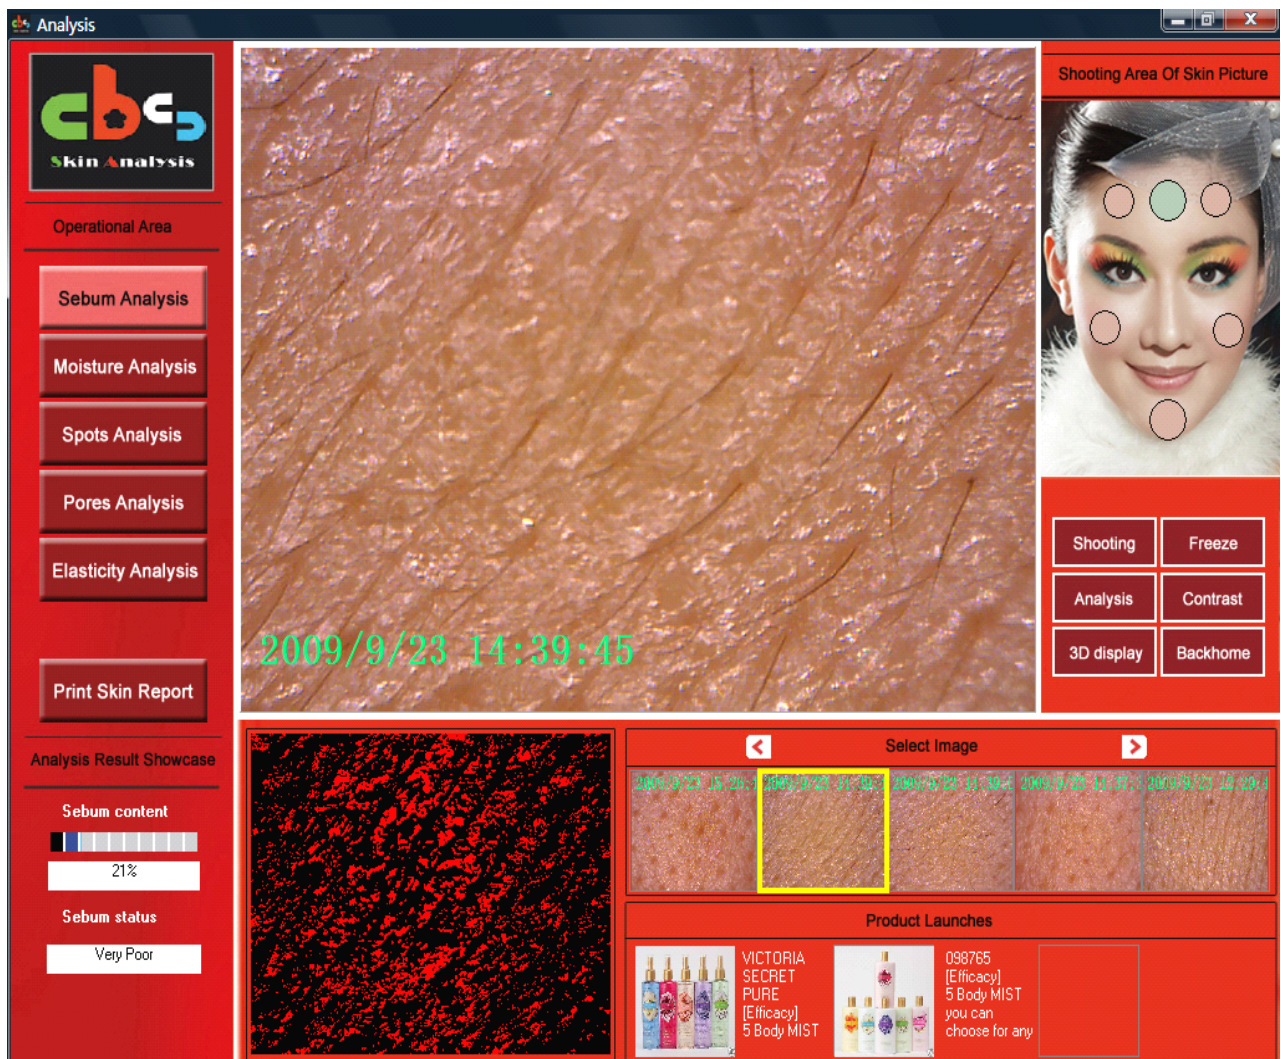 Analysis
cbcs
Skin Analysis
Operational Area
Sebum Analysis
Moisture Analysis
Spots Analysis
Pores Analysis
Elasticity Analysis
Print Skin Report
Analysis Result Showcase
Sebum content
21%
Sebum status
Very Poor
2009/9/23 14:39:45
Shooting Area Of Skin Picture
Shooting
Freeze
Analysis
Contrast
3D display
Backhome
Select Image
Product Launches
VICTORIA
SECRET
PURE
[Efficacy]
5 Body MIST
098765
[Efficacy]
5 Body MIST
you can
choose for any